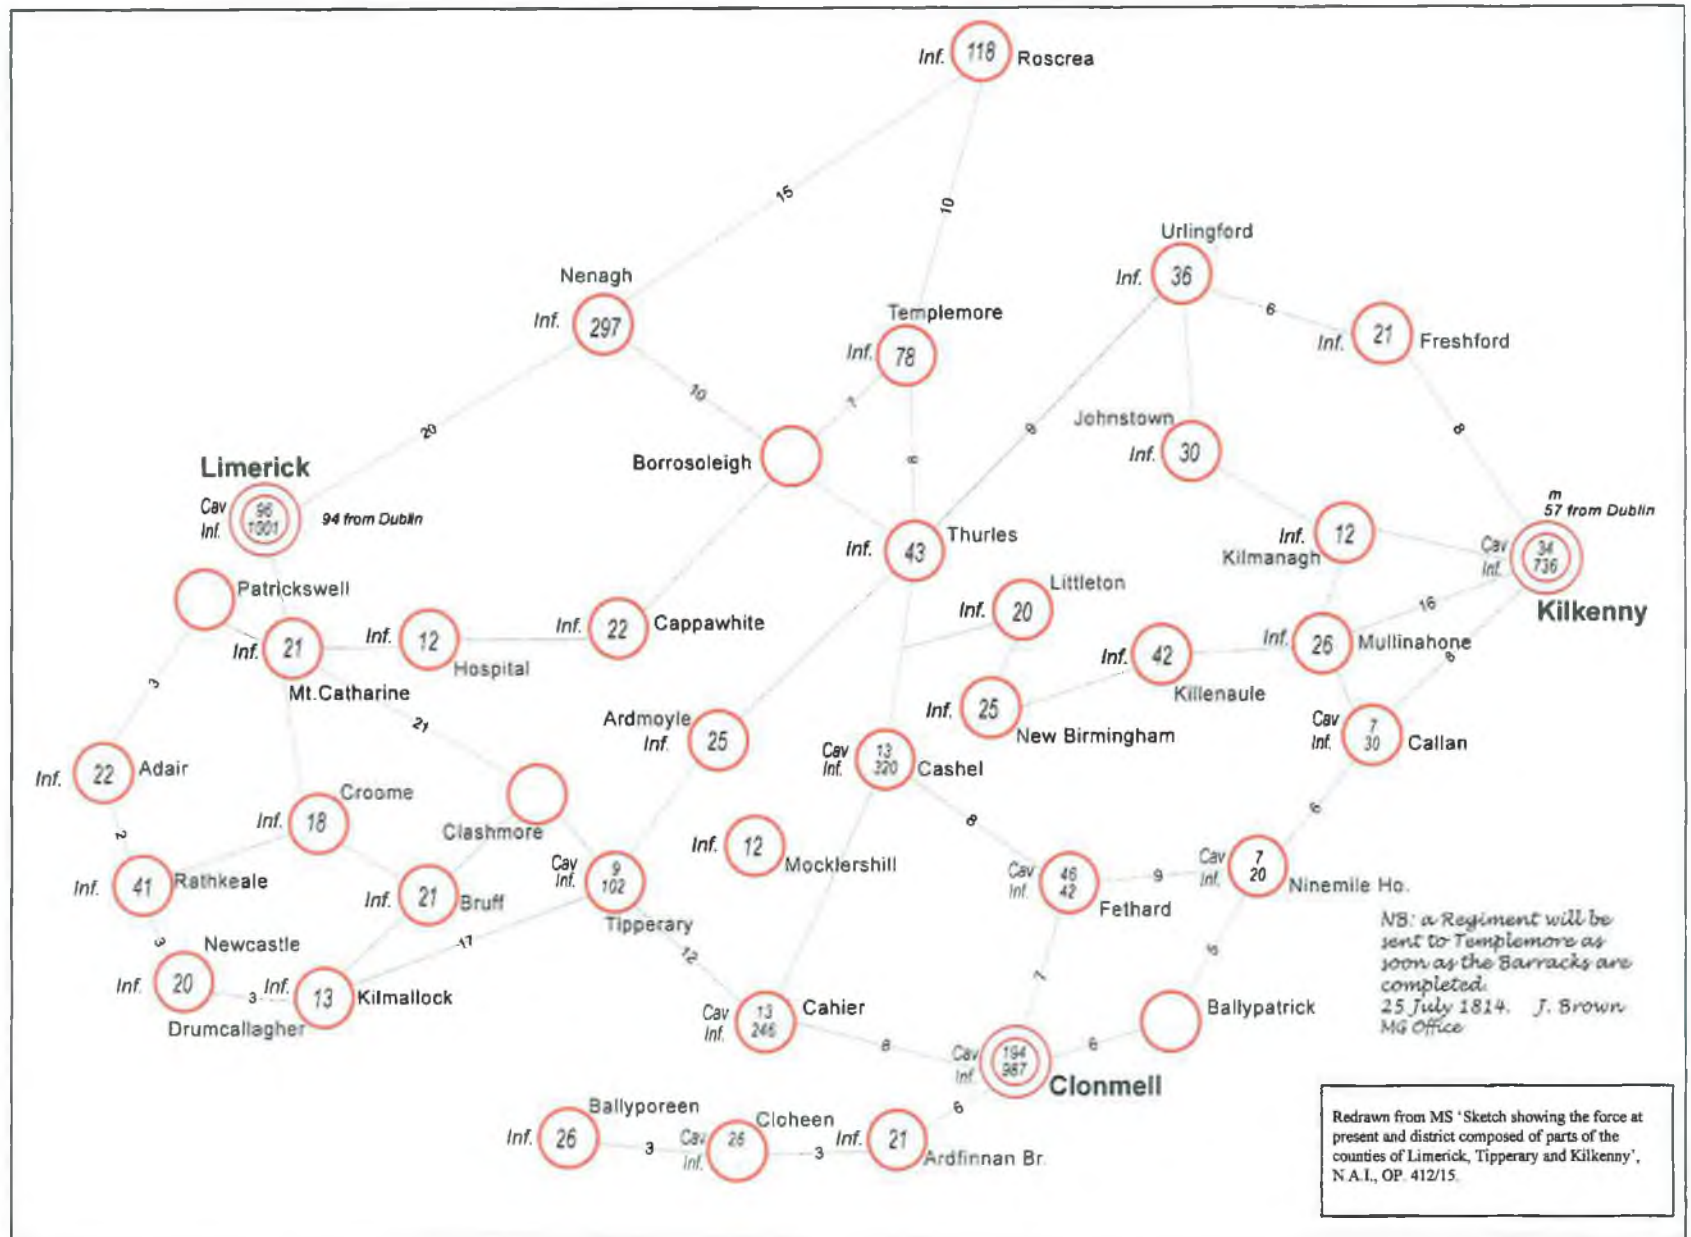 Inf. 118 Roscrea
15
10
Urlingford
Inf. 36
Nenagh
Inf. 297
6
Templemore
Inf. 78
Inf. 21 Freshford
10
7
20
9
8
8
Johnstown
Inf. 30
Borrosoleigh
Limerick
Cav 96
Inf. 1001
94 from Dublin
m
57 from Dublin
Inf. 12
Kilmanagh
Cav 34
Inf. 736
Kilkenny
Thurles
Inf. 43
Littleton
Inf. 20
Patrickswell
16
Inf. 21
Mt.Catharine
Inf. 12
Hospital
Inf. 22 Cappawhite
Inf. 42
Killenaule
Inf. 26 Mullinahone
8
3
21
Ardmoyle
Inf. 25
Inf. 25
New Birmingham
Cav 7
Inf. 30
Callan
Cav 13
Inf. 320
Cashel
Inf. 22 Adair
Croome
Inf. 18
Clashmore
2
8
6
Inf. 12
Mocklershill
Inf. 41 Rathkeale
Inf. 21 Bruff
Cav 9
Inf. 102
Tipperary
Cav 46
Inf. 42
Fethard
9
Cav 7
Inf. 20
Ninemile Ho.
3
17
12
7
Newcastle
Inf. 20
3
Inf. 13 Kilmallock
Drumcallagher
NB: a Regiment will be
sent to Templemore as
soon as the Barracks are
completed.
25 July 1814. J. Brown
MG Office
Cav 13
Inf. 246
Cahier
Ballypatrick
8
6
Cav 194
Inf. 987
Clonmell
6
Ballyporeen
Inf. 26
3
Cloheen
Cav 26
Inf.
3
Inf. 21
Ardfinnan Br.
Redrawn from MS 'Sketch showing the force at
present and district composed of parts of the
counties of Limerick, Tipperary and Kilkenny',
N.A.I., OP. 412/15.